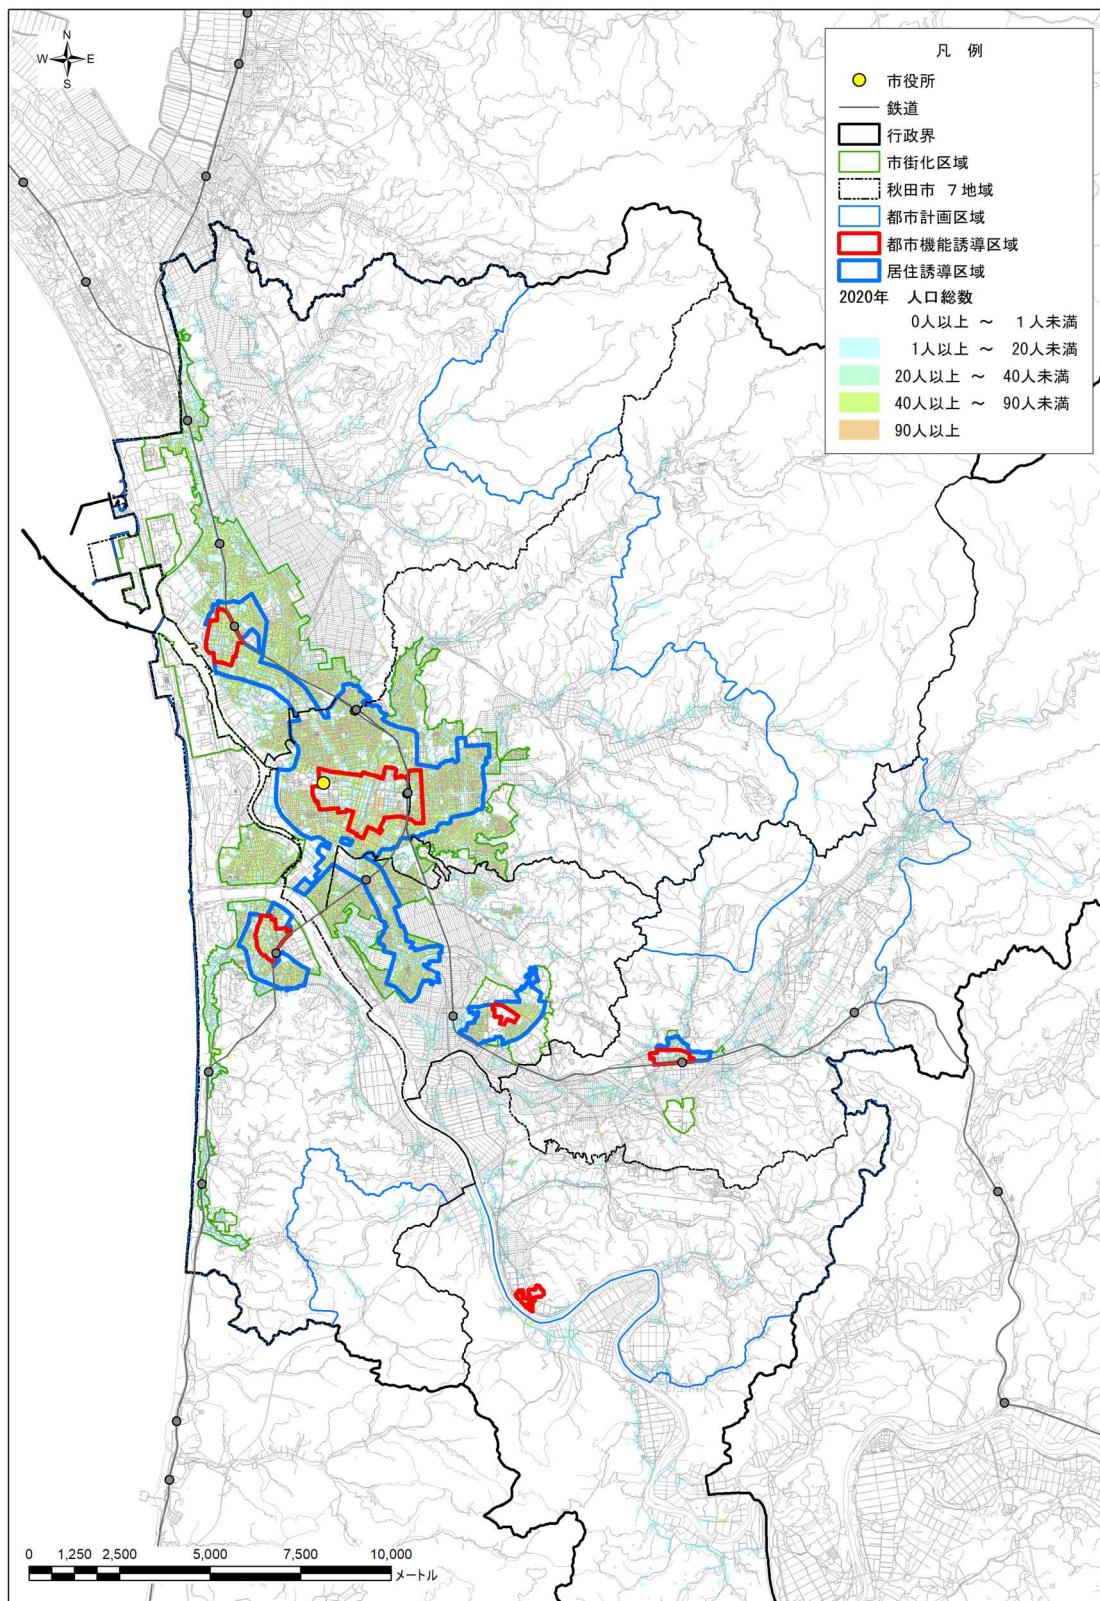 N
W E
S
凡 例
市役所
鉄道
行政界
市街化区域
秋田市 7地域
都市計画区域
都市機能誘導区域
居住誘導区域
2020年 人口総数
0人以上 ~ 1人未満
1人以上 ~ 20人未満
20人以上 ~ 40人未満
40人以上 ~ 90人未満
90人以上
0 1,250 2,500 5,000 7,500 10,000
メートル